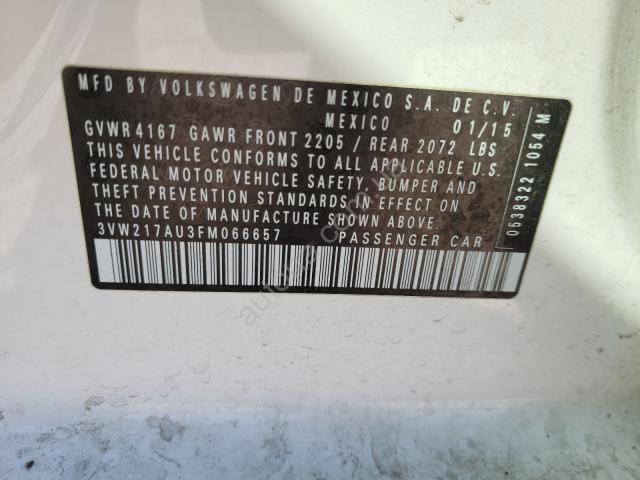 MFD BY VOLKSWAGEN DE MEXICO S.A. DE C.V.
MEXICO 01/15
GVWR 4167 GAWR FRONT 2205 / REAR 2072 LBS
THIS VEHICLE CONFORMS TO ALL APPLICABLE U.S.
FEDERAL MOTOR VEHICLE SAFETY, BUMPER AND
THEFT PREVENTION STANDARDS IN EFFECT ON
THE DATE OF MANUFACTURE SHOWN ABOVE.
3VW217AU3FM066657 PASSENGER CAR
0638322 1054 M